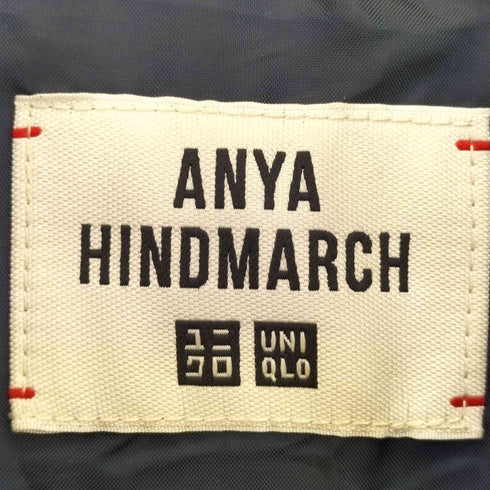 ANYA
HINDMARCH
ユニ UNI
クロ QLO